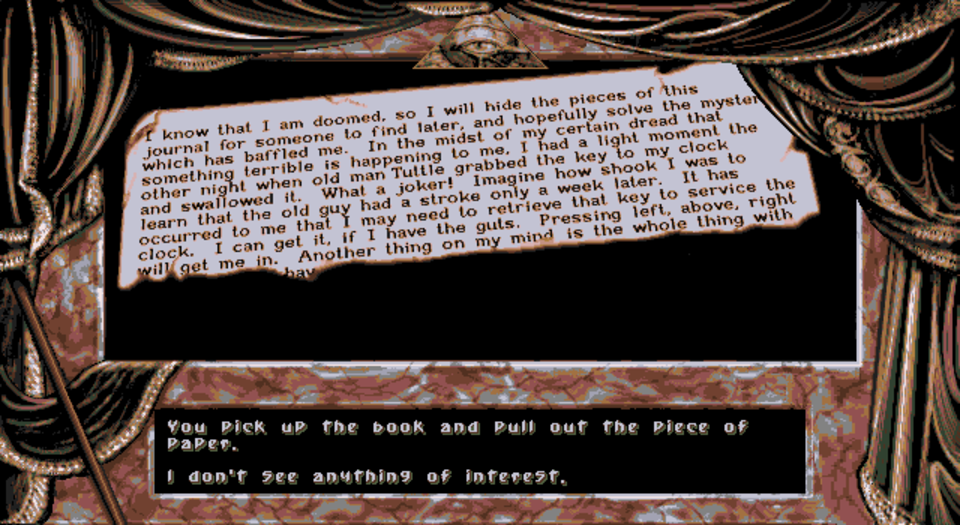 I know that I am doomed, so I will hide the pieces of this
journal for someone to find later, and hopefully solve the myster
which has baffled me. In the midst of my certain dread that
something terrible is happening to me, I had a light moment the
other night when old man Tuttle grabbed the key to my clock
and swallowed it. What a joker! Imagine how shook I was to
learn that the old guy had a stroke only a week later. It has
occurred to me that I may need to retrieve that key to service the
clock. I can get it, if I have the guts. Pressing left, above, right
will get me in. Another thing on my mind is the whole thing with
You pick up the book and pull out the piece of
paper.
I don't see anything of interest.